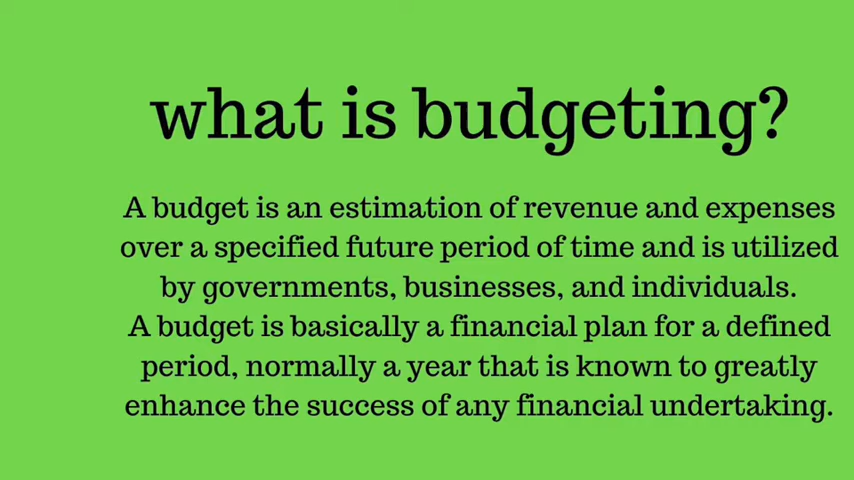 what is budgeting?
A budget is an estimation of revenue and expenses
over a specified future period of time and is utilized
by governments, businesses, and individuals.
A budget is basically a financial plan for a defined
period, normally a year that is known to greatly
enhance the success of any financial undertaking.